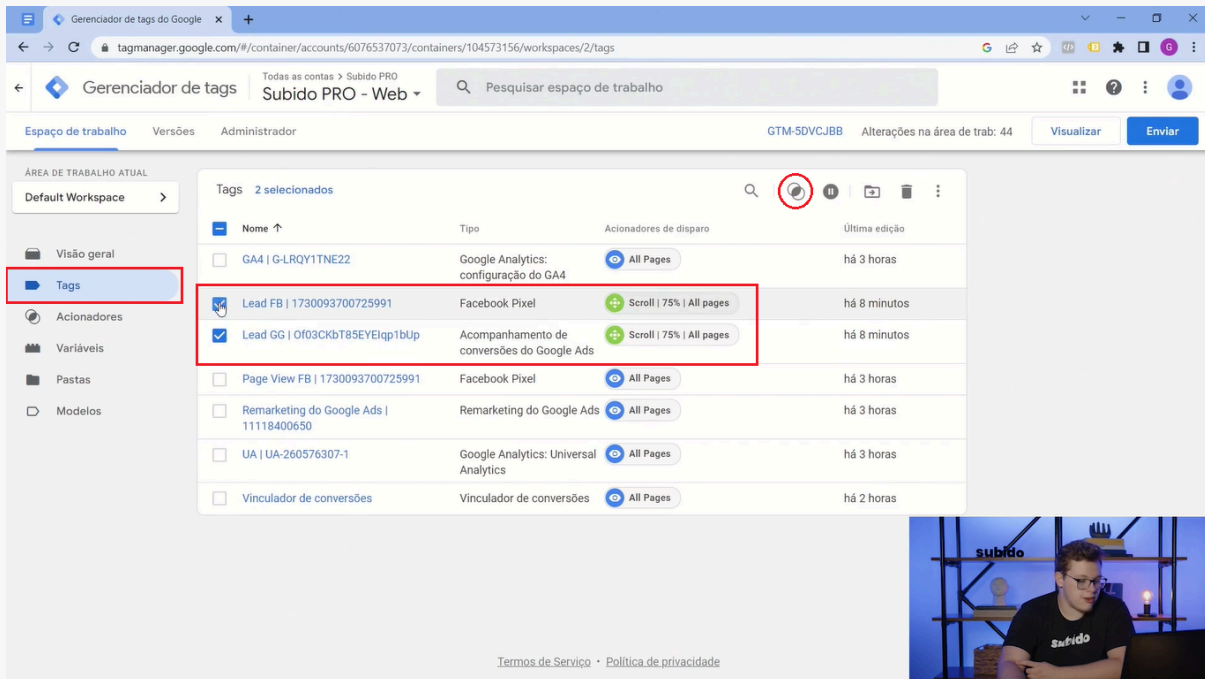 Gerenciador de tags do Google
tagmanager.google.com/#/container/accounts/6076537073/containers/104573156/workspaces/2/tags
G
G
Gerenciador de tags
Todas as contas > Subido PRO
Subido PRO - Web
Pesquisar espaço de trabalho
Espaço de trabalho
Versões
Administrador
GTM-5DVCJBB
Alterações na área de trab: 44
Visualizar
Enviar
ÁREA DE TRABALHO ATUAL
Default Workspace
Visão geral
Tags
Acionadores
Variáveis
Pastas
Modelos
Tags 2 selecionados
Nome Tipo Acionadores de disparo Última edição
GA4 | G-LRQY1TNE22 Google Analytics: All Pages há 3 horas
configuração do GA4
Lead FB | 1730093700725991 Facebook Pixel Scroll | 75% | All pages há 8 minutos
Lead GG | Of03CKbT85EYEIqp1bUp Acompanhamento de Scroll | 75% | All pages há 8 minutos
conversões do Google Ads
Page View FB | 1730093700725991 Facebook Pixel All Pages há 3 horas
Remarketing do Google Ads | Remarketing do Google Ads All Pages há 3 horas
11118400650
UA | UA-260576307-1 Google Analytics: Universal All Pages há 3 horas
Analytics
Vinculador de conversões Vinculador de conversões All Pages há 2 horas
subido
subido
Termos de Serviço • Política de privacidade